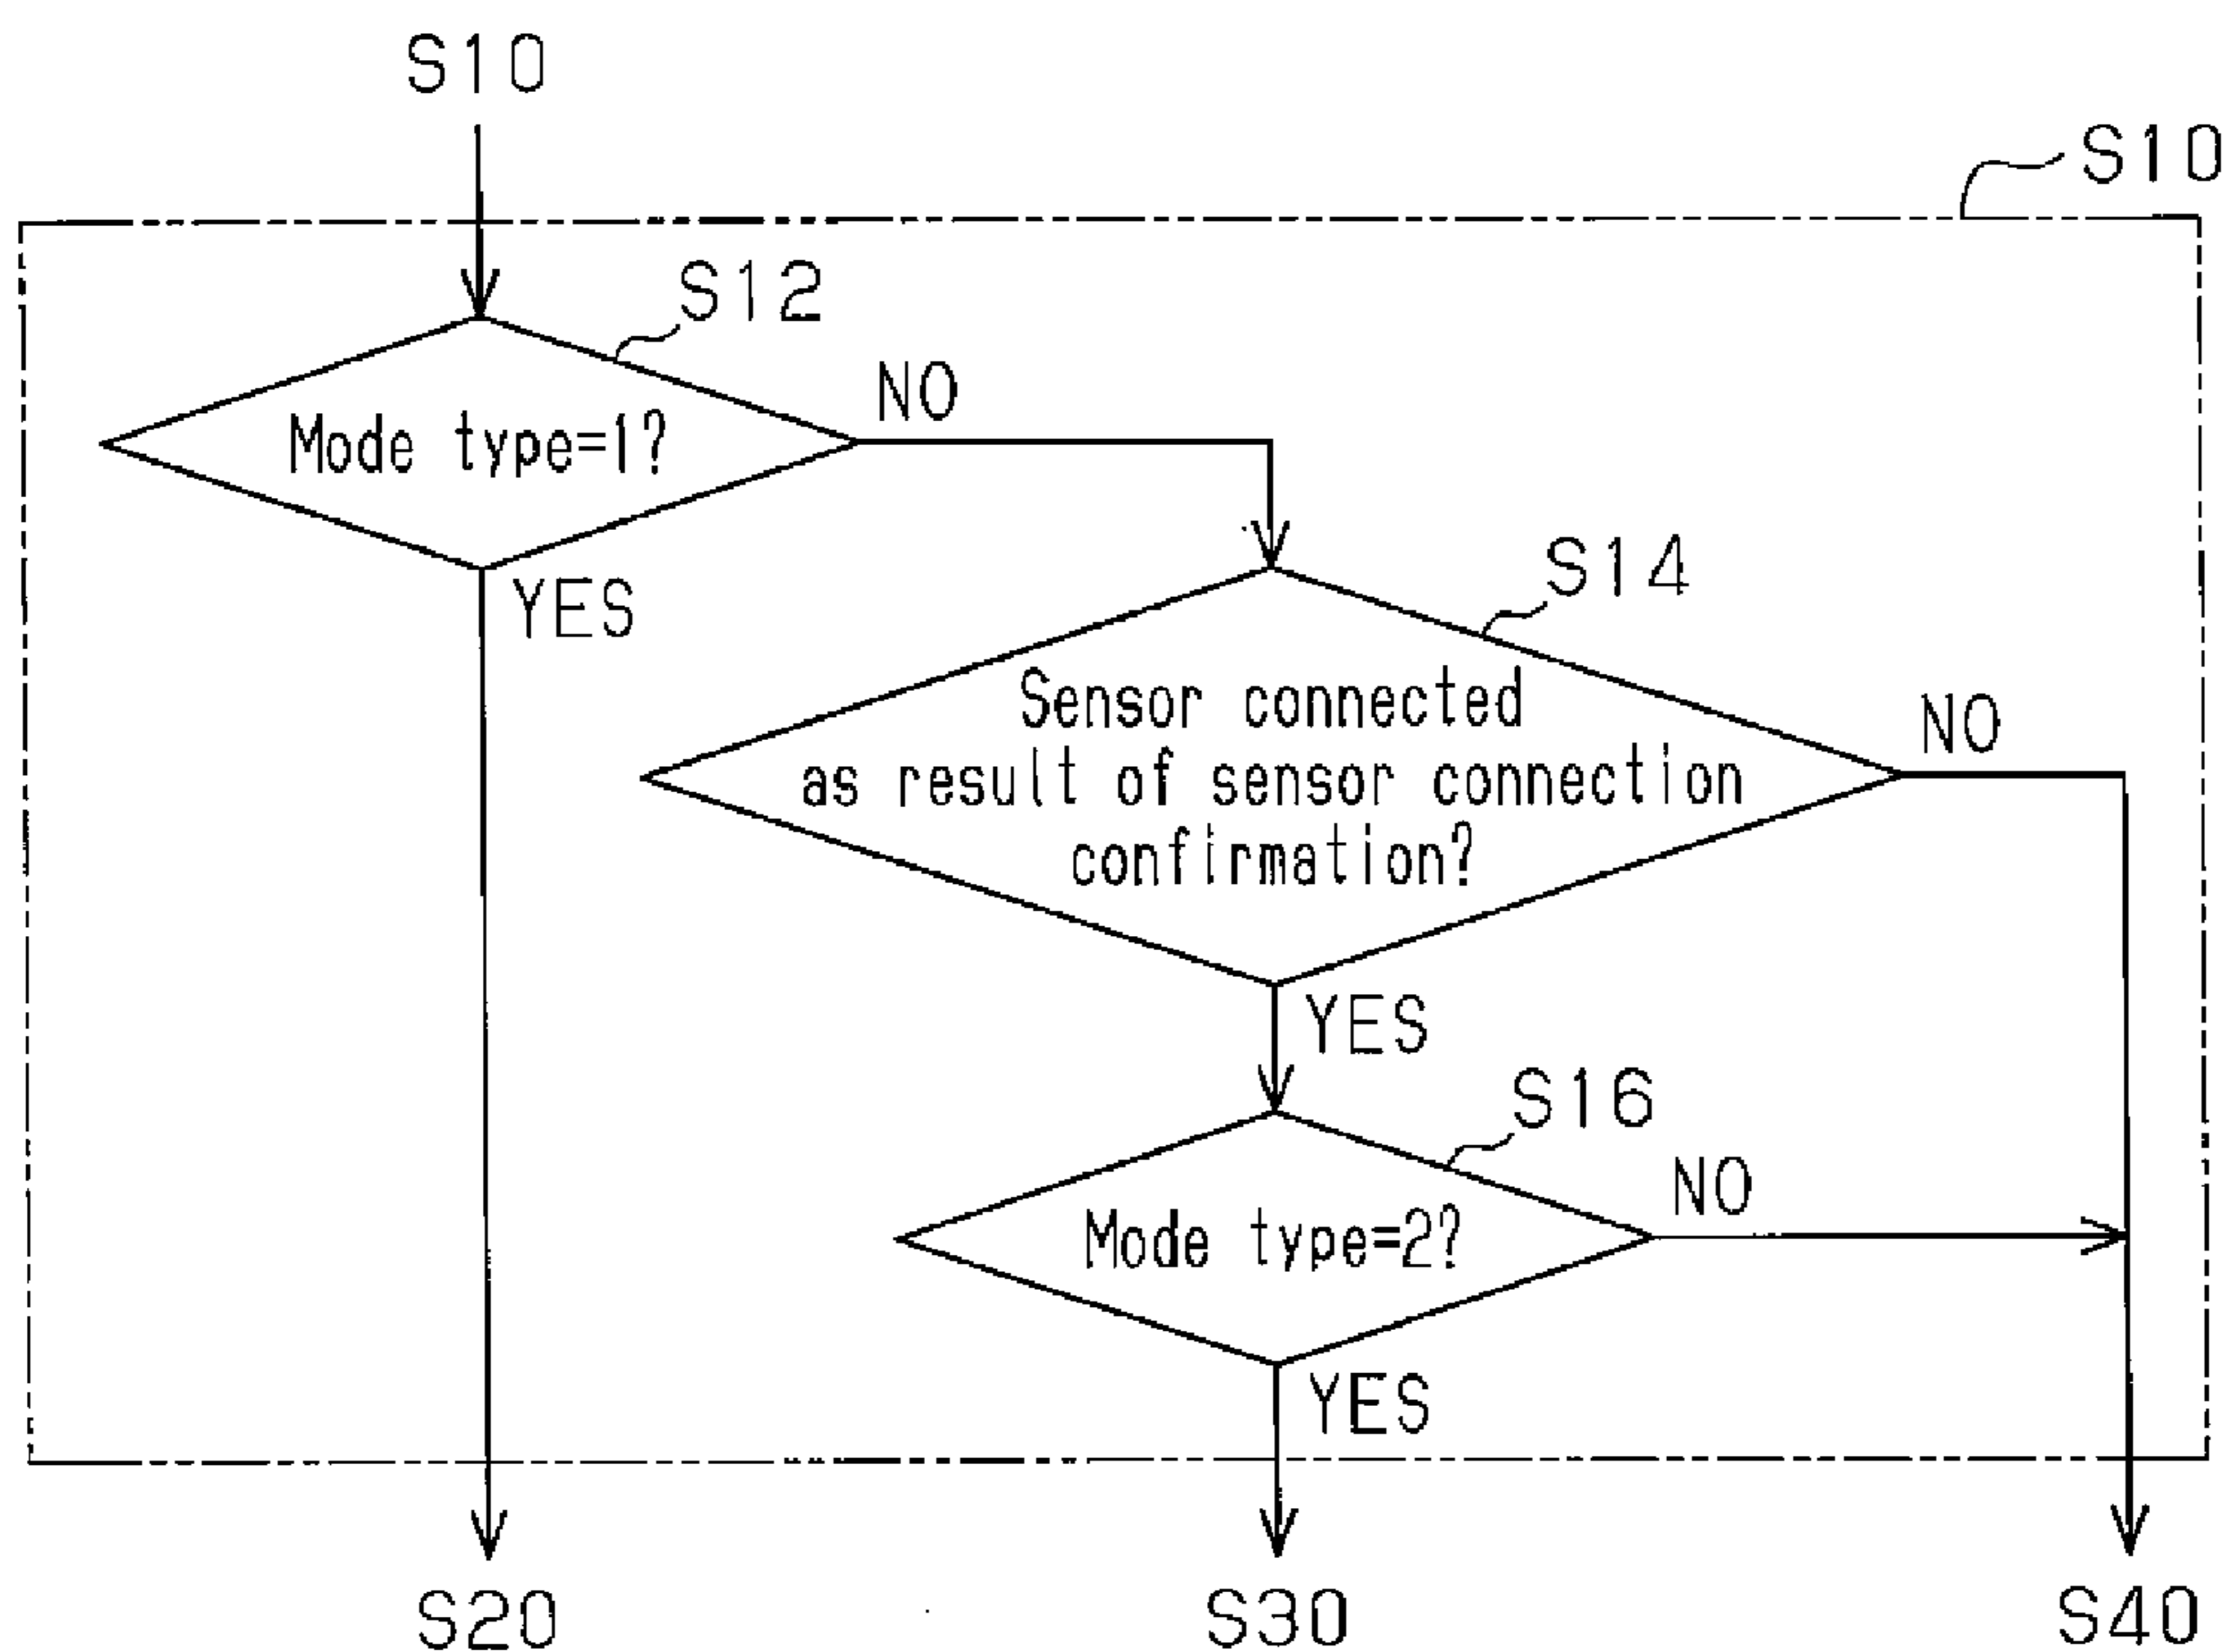 S10
S10
S12
NO
Mode type=1?
YES
S14
Sensor connected
as result of sensor connection
confirmation?
NO
YES
S16
NO
Mode type=2?
YES
S20
S30
S40